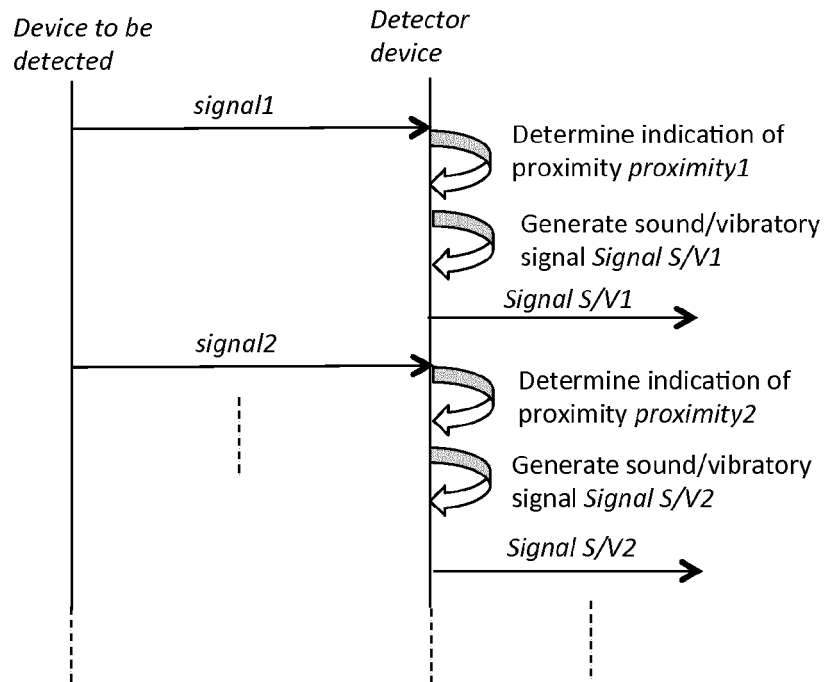 Device to be
detected
Detector
device
signal1
Determine indication of
proximity proximity1
Generate sound/vibratory
signal Signal S/V1
Signal S/V1
signal2
Determine indication of
proximity proximity2
Generate sound/vibratory
signal Signal S/V2
Signal S/V2